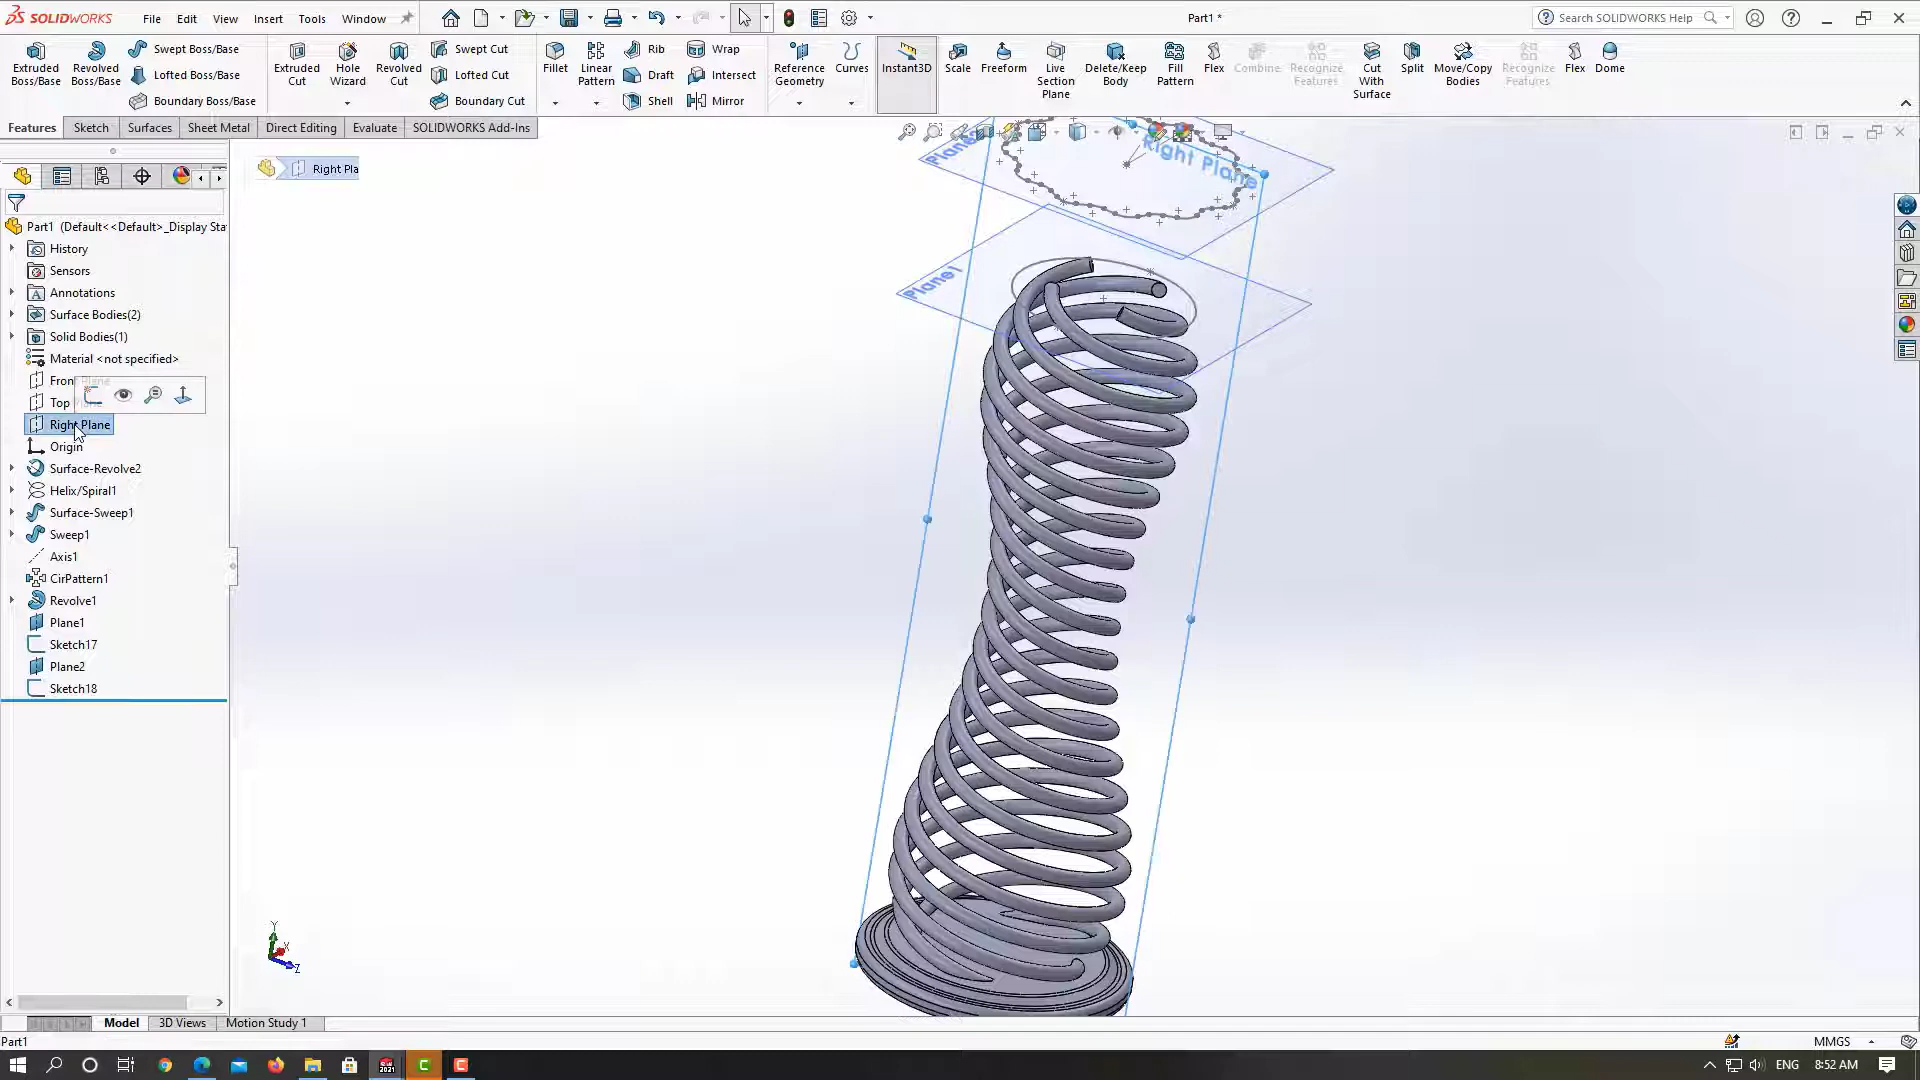 SOLIDWORKS
File
Edit
View
Insert
Tools
Window
Part1 *
Search SOLIDWORKS Help
Extruded Boss/Base
Revolved Boss/Base
Swept Boss/Base
Lofted Boss/Base
Boundary Boss/Base
Extruded Cut
Hole Wizard
Revolved Cut
Swept Cut
Lofted Cut
Boundary Cut
Fillet
Linear Pattern
Rib
Draft
Shell
Wrap
Intersect
Mirror
Reference Geometry
Curves
Instant3D
Scale
Freeform
Live Section Plane
Delete/Keep Body
Fill Pattern
Flex
Combine
Recognize Features
Cut With Surface
Split
Move/Copy Bodies
Recognize Features
Flex
Dome
Features
Sketch
Surfaces
Sheet Metal
Direct Editing
Evaluate
SOLIDWORKS Add-Ins
Right Pla
Right Plane
Plane1
Part1 (Default<<Default>_Display Sta
History
Sensors
Annotations
Surface Bodies(2)
Solid Bodies(1)
Material <not specified>
Front Plane
Top Plane
Right Plane
Origin
Surface-Revolve2
Helix/Spiral1
Surface-Sweep1
Sweep1
Axis1
CirPattern1
Revolve1
Plane1
Sketch17
Plane2
Sketch18
Y
X
Z
Model
3D Views
Motion Study 1
Part1
MMGS
2021
C
C
ENG
8:52 AM